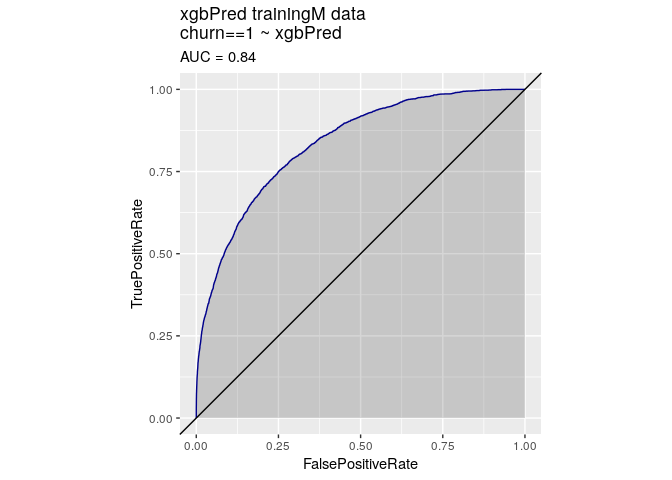 xgbPred trainingM data
churn==1 ~ xgbPred
AUC = 0.84
1.00
0.75
0.50
0.25
0.00
TruePositiveRate
0.00 0.25 0.50 0.75 1.00
FalsePositiveRate